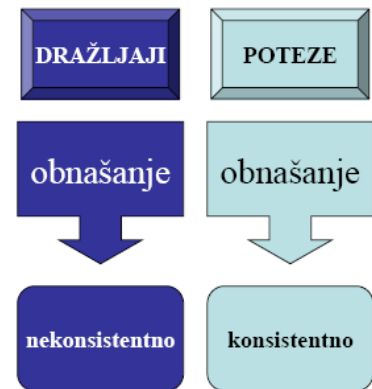 DRAŽLJAJI
POTEZE
obnašanje
obnašanje
nekonsistentno
konsistentno